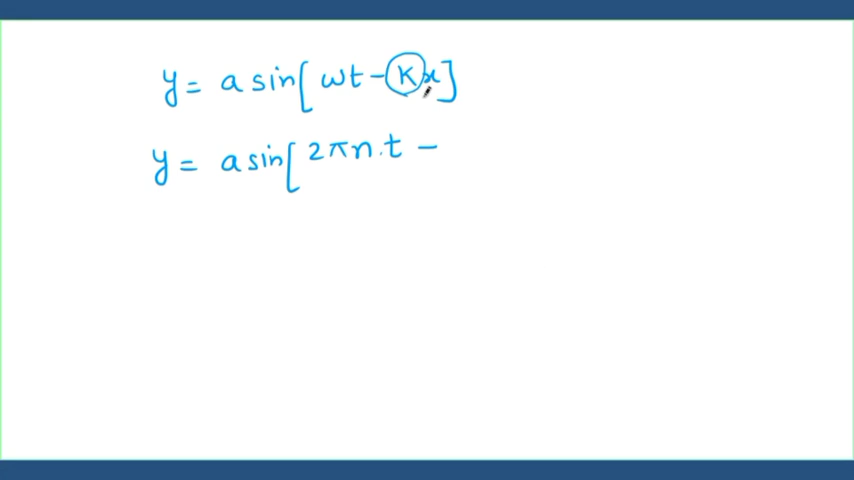 y = a sin[ ωt - Kx]
y = a sin[ 2πn.t -